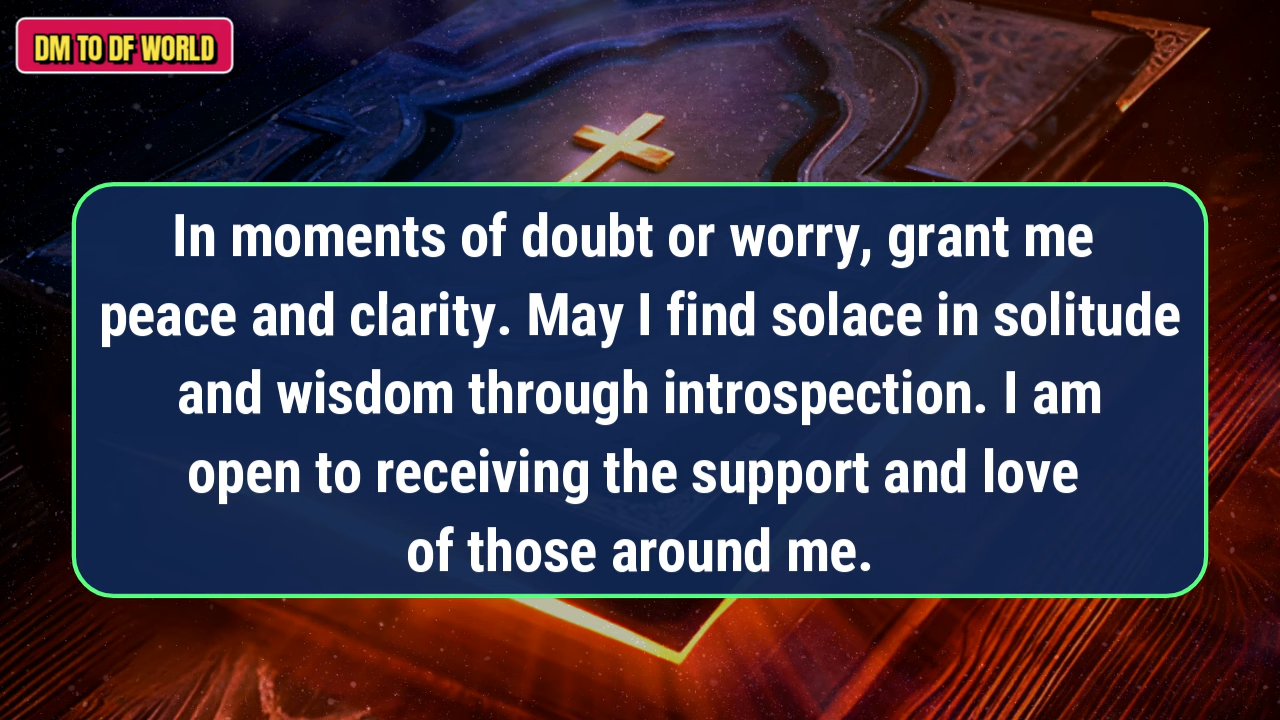 DM TO DF WORLD
In moments of doubt or worry, grant me
peace and clarity. May I find solace in solitude
and wisdom through introspection. I am
open to receiving the support and love
of those around me.